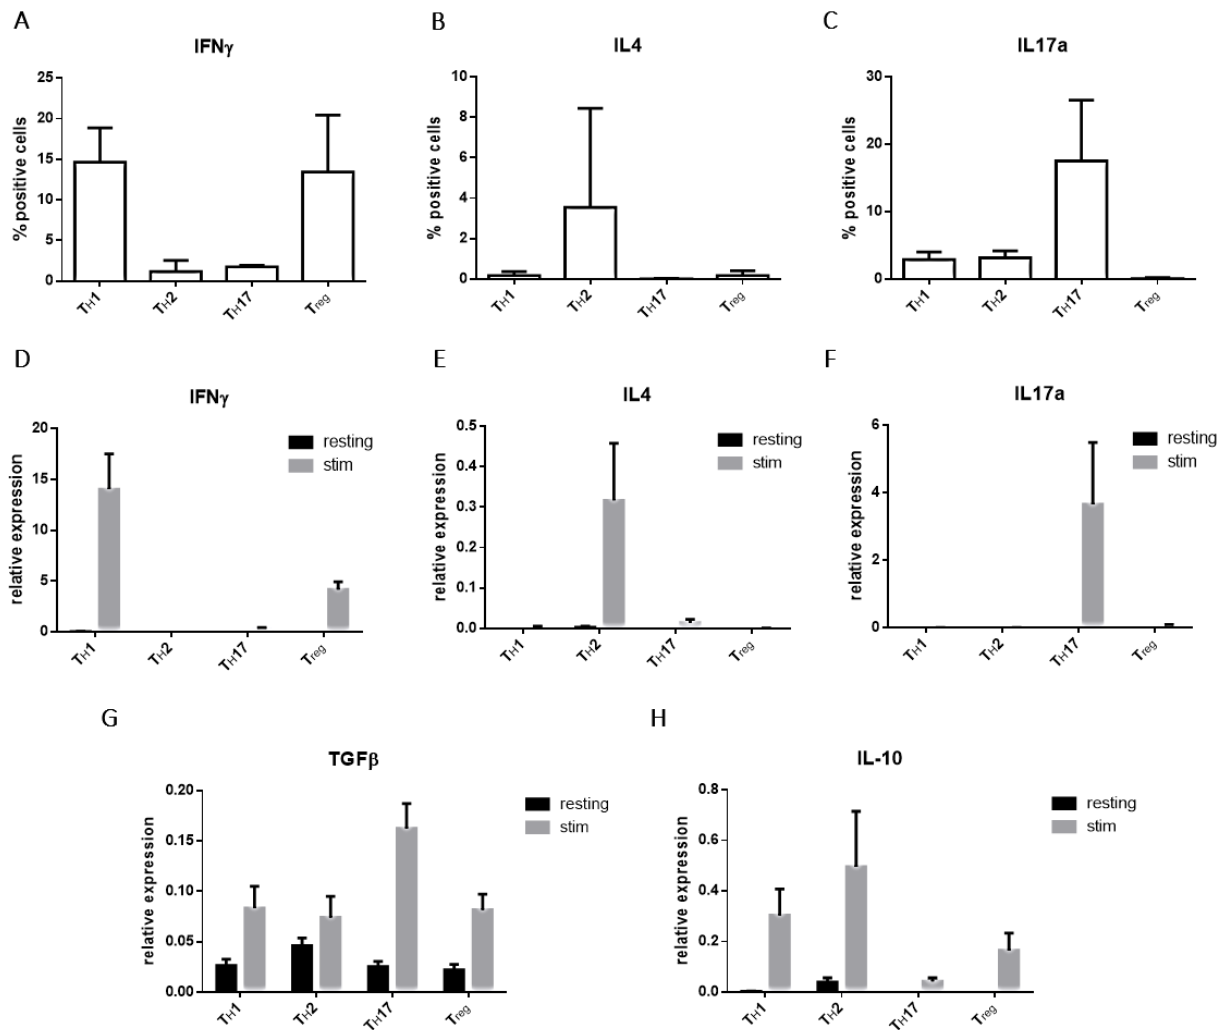 A
IFNγ
% positive cells
25
20
15
10
5
0
TH1
TH2
TH17
Treg
B
IL4
% positive cells
10
8
6
4
2
0
TH1
TH2
TH17
Treg
C
IL17a
% positive cells
30
20
10
0
TH1
TH2
TH17
Treg
D
IFNγ
relative expression
20
15
10
5
0
resting
stim
TH1
TH2
TH17
Treg
E
IL4
relative expression
0.5
0.4
0.3
0.2
0.1
0.0
resting
stim
TH1
TH2
TH17
Treg
F
IL17a
relative expression
6
4
2
0
resting
stim
TH1
TH2
TH17
Treg
G
TGFβ
relative expression
0.20
0.15
0.10
0.05
0.00
resting
stim
TH1
TH2
TH17
Treg
H
IL-10
relative expression
0.8
0.6
0.4
0.2
0.0
resting
stim
TH1
TH2
TH17
Treg